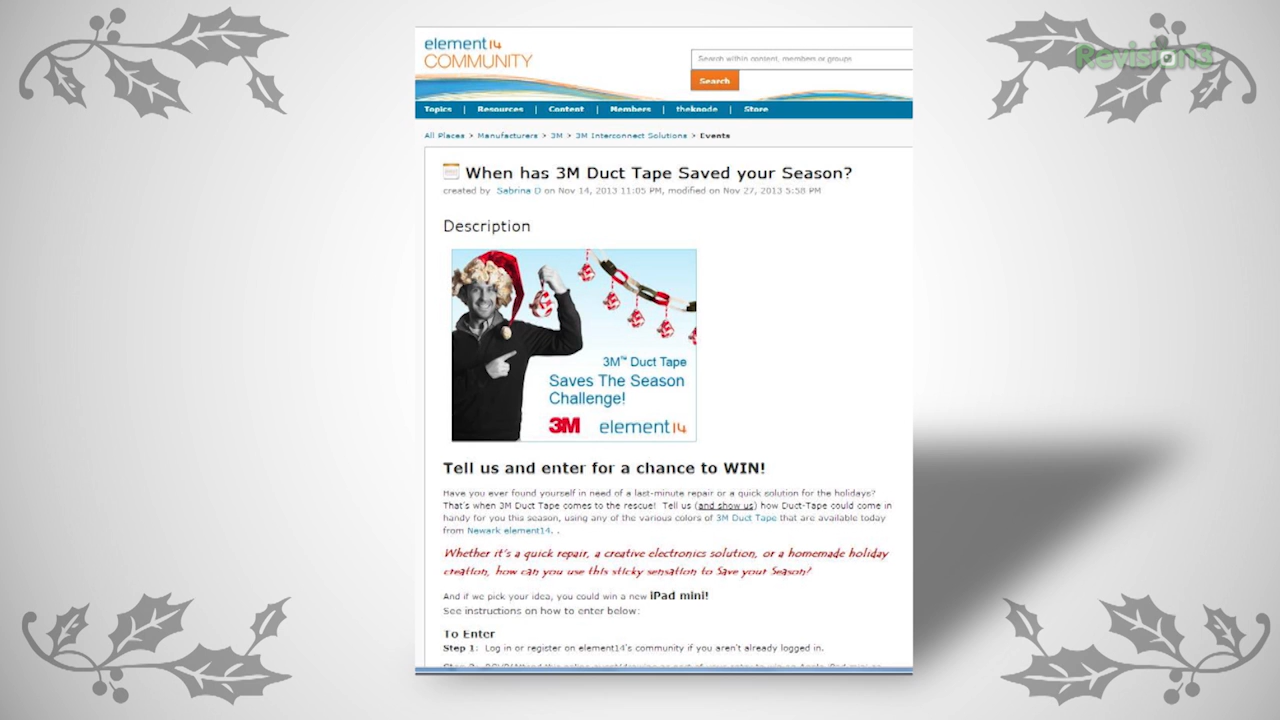 Revision3
element14
COMMUNITY
Search within content, members or groups
Search
Topics | Resources | Content | Members | theknode | Store
All Places > Manufacturers > 3M > 3M Interconnect Solutions > Events
When has 3M Duct Tape Saved your Season?
created by Sabrina D on Nov 14, 2013 11:05 PM, modified on Nov 27, 2013 5:58 PM
Description
3M™ Duct Tape
Saves The Season
Challenge!
3M element14
Tell us and enter for a chance to WIN!
Have you ever found yourself in need of a last-minute repair or a quick solution for the holidays?
That's when 3M Duct Tape comes to the rescue! Tell us (and show us) how Duct-Tape could come in
handy for you this season, using any of the various colors of 3M Duct Tape that are available today
from Newark element14. .
Whether it's a quick repair, a creative electronics solution, or a homemade holiday
creation, how can you use this sticky sensation to Save your Season?
And if we pick your idea, you could win a new iPad mini!
See instructions on how to enter below:
To Enter
Step 1: Log in or register on element14's community if you aren't already logged in.